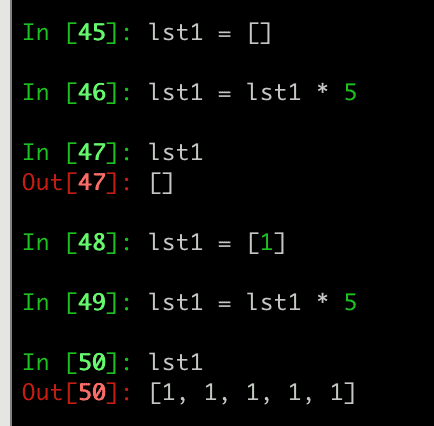 In [45]: lst1 = []
In [46]: lst1 = lst1 * 5
In [47]: lst1
Out[47]: []
In [48]: lst1 = [1]
In [49]: lst1 = lst1 * 5
In [50]: lst1
Out[50]: [1, 1, 1, 1, 1]